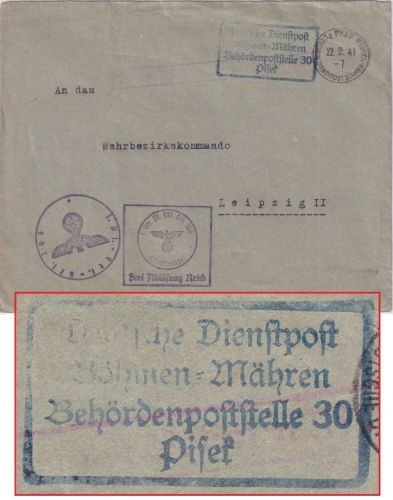 Deutsche Dienstpost
Böhmen-Mähren
Behördenpoststelle 30
Pisek
22.2.41
-7
An das
Wehrbezirkskommando
Leipzig II
Frei Ablösung Reich
Deutsche Dienstpost
Böhmen-Mähren
Behördenpoststelle 30
Pisek